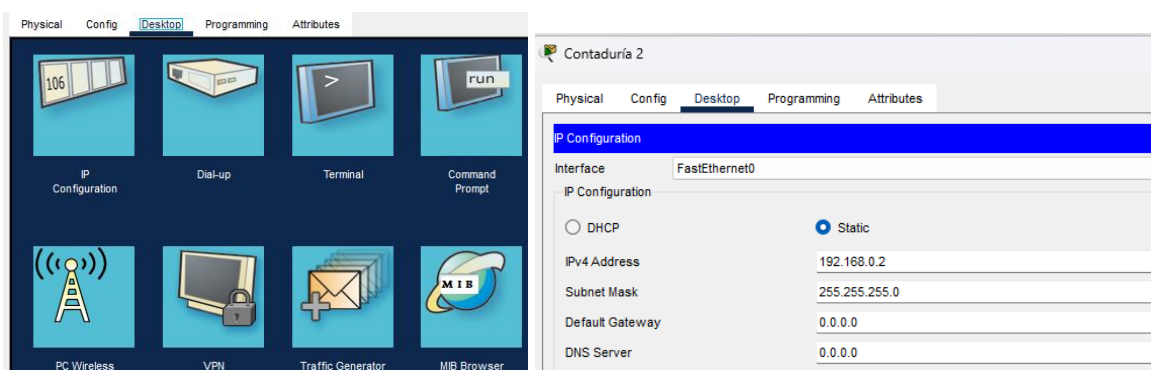 Physical Config Desktop Programming Attributes
106
>
run
IP
Configuration
Dial-up
Terminal
Command
Prompt
MIB
PC Wireless
VPN
Traffic Generator
MIB Browser
Contaduría 2
Physical Config Desktop Programming Attributes
IP Configuration
Interface FastEthernet0
IP Configuration
DHCP Static
IPv4 Address 192.168.0.2
Subnet Mask 255.255.255.0
Default Gateway 0.0.0.0
DNS Server 0.0.0.0